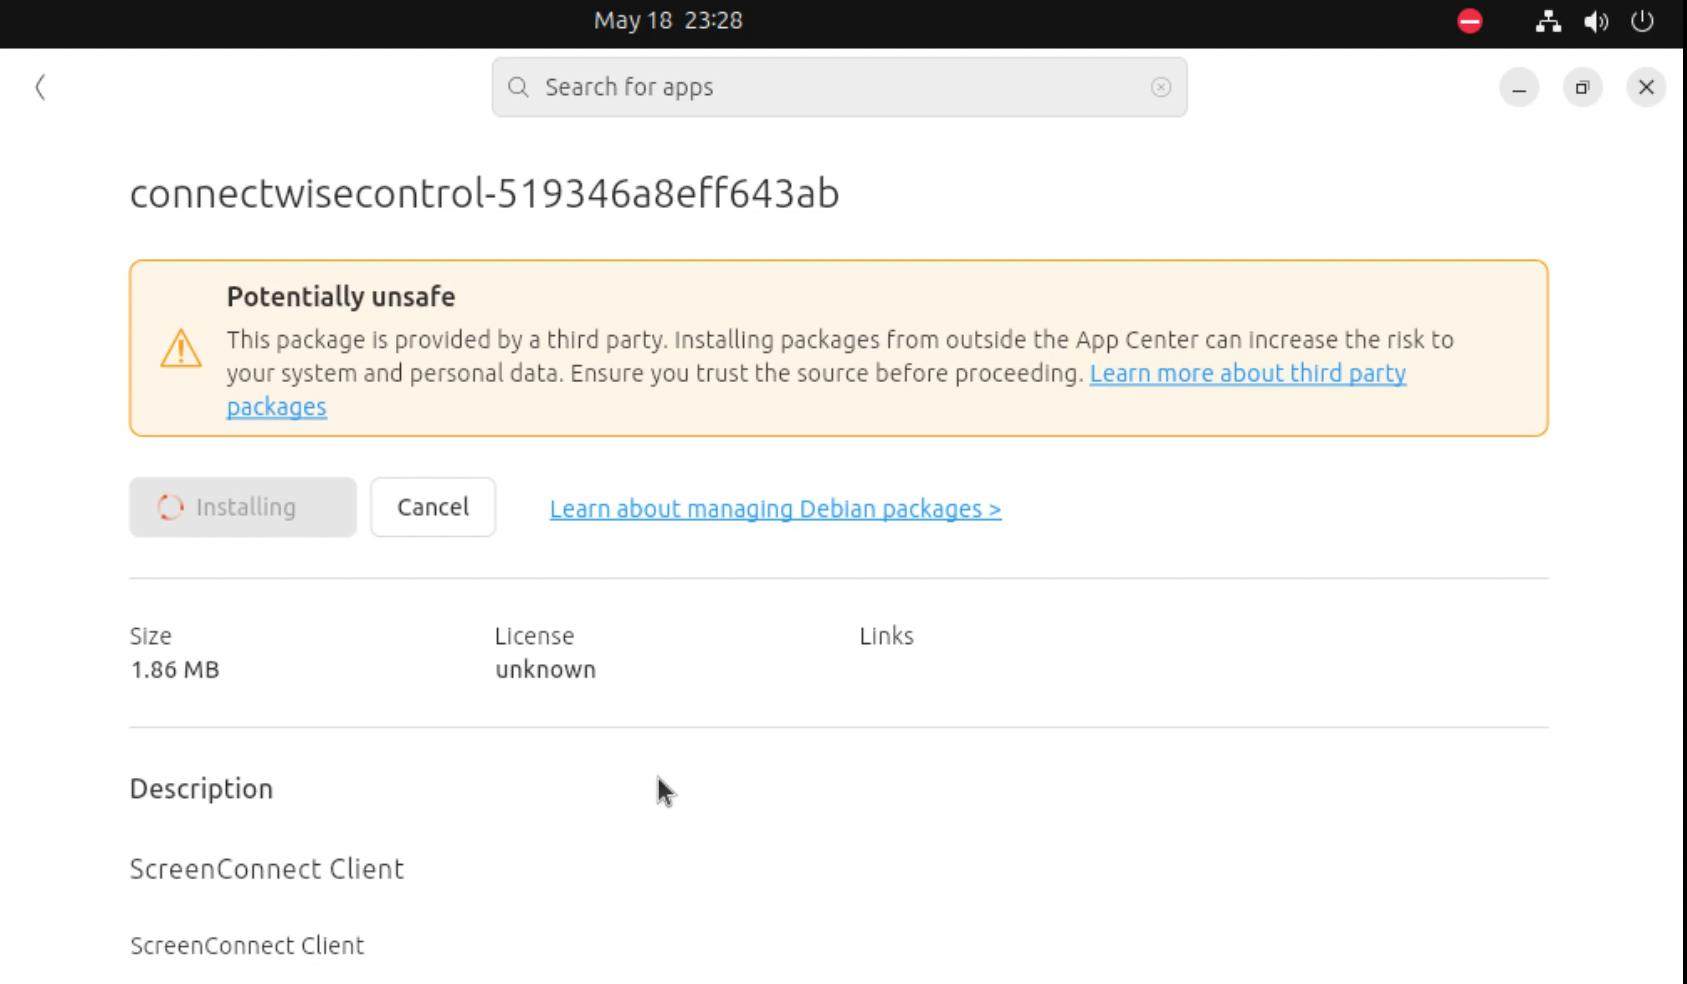 May 18 23:28
Search for apps
connectwisecontrol-519346a8eff643ab
Potentially unsafe
This package is provided by a third party. Installing packages from outside the App Center can increase the risk to
your system and personal data. Ensure you trust the source before proceeding. Learn more about third party
packages
Installing
Cancel
Learn about managing Debian packages >
Size
License
Links
1.86 MB
unknown
Description
ScreenConnect Client
ScreenConnect Client